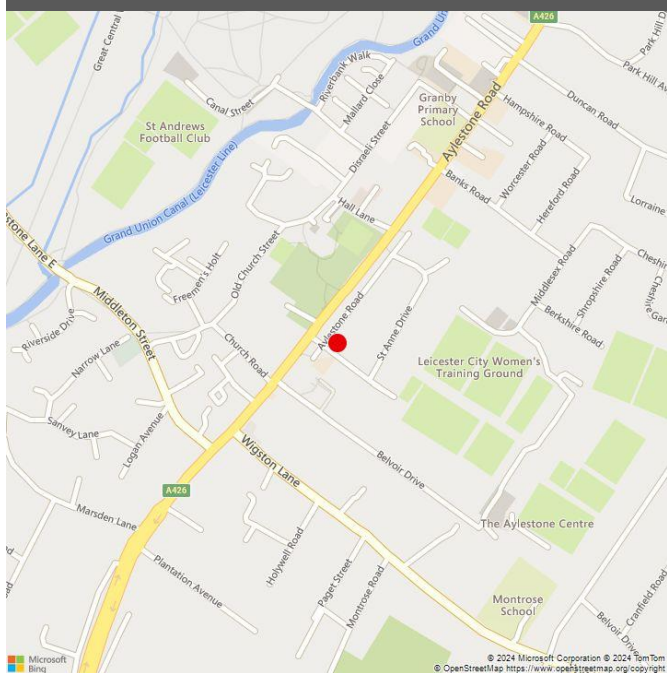 A426
Great Central
Grand Un
Riverbank Walk
Mallard Close
Canal Street
St Andrews
Football Club
Disraeli Street
Granby
Primary
School
Aylestone Road
Hampshire Road
Park Hill D
Park Hill Av
Duncan Road
Worcester Road
Hereford Road
Banks Road
Lorraine
Grand Union Canal (Leicester Line)
Hall Lane
stone Lane E
Old Church Street
Freemen's Holt
Middleton Street
Riverside Drive
Narrow Lane
Church Road
Aylestone Road
St Anne Drive
Middlesex Road
Shropshire Road
Cheshi
Cheshire Gar
Berkshire Road
Leicester City Women's
Training Ground
Sanvey Lane
Logan Avenue
Wigston Lane
Belvoir Drive
A426
Marsden Lane
Plantation Avenue
Holywell Road
Paget Street
Montrose Road
The Aylestone Centre
Montrose
School
Cranfield Road
Belvoir Drive
Microsoft
Bing
© 2024 Microsoft Corporation © 2024 TomTom
© OpenStreetMap https://www.openstreetmap.org/copyright